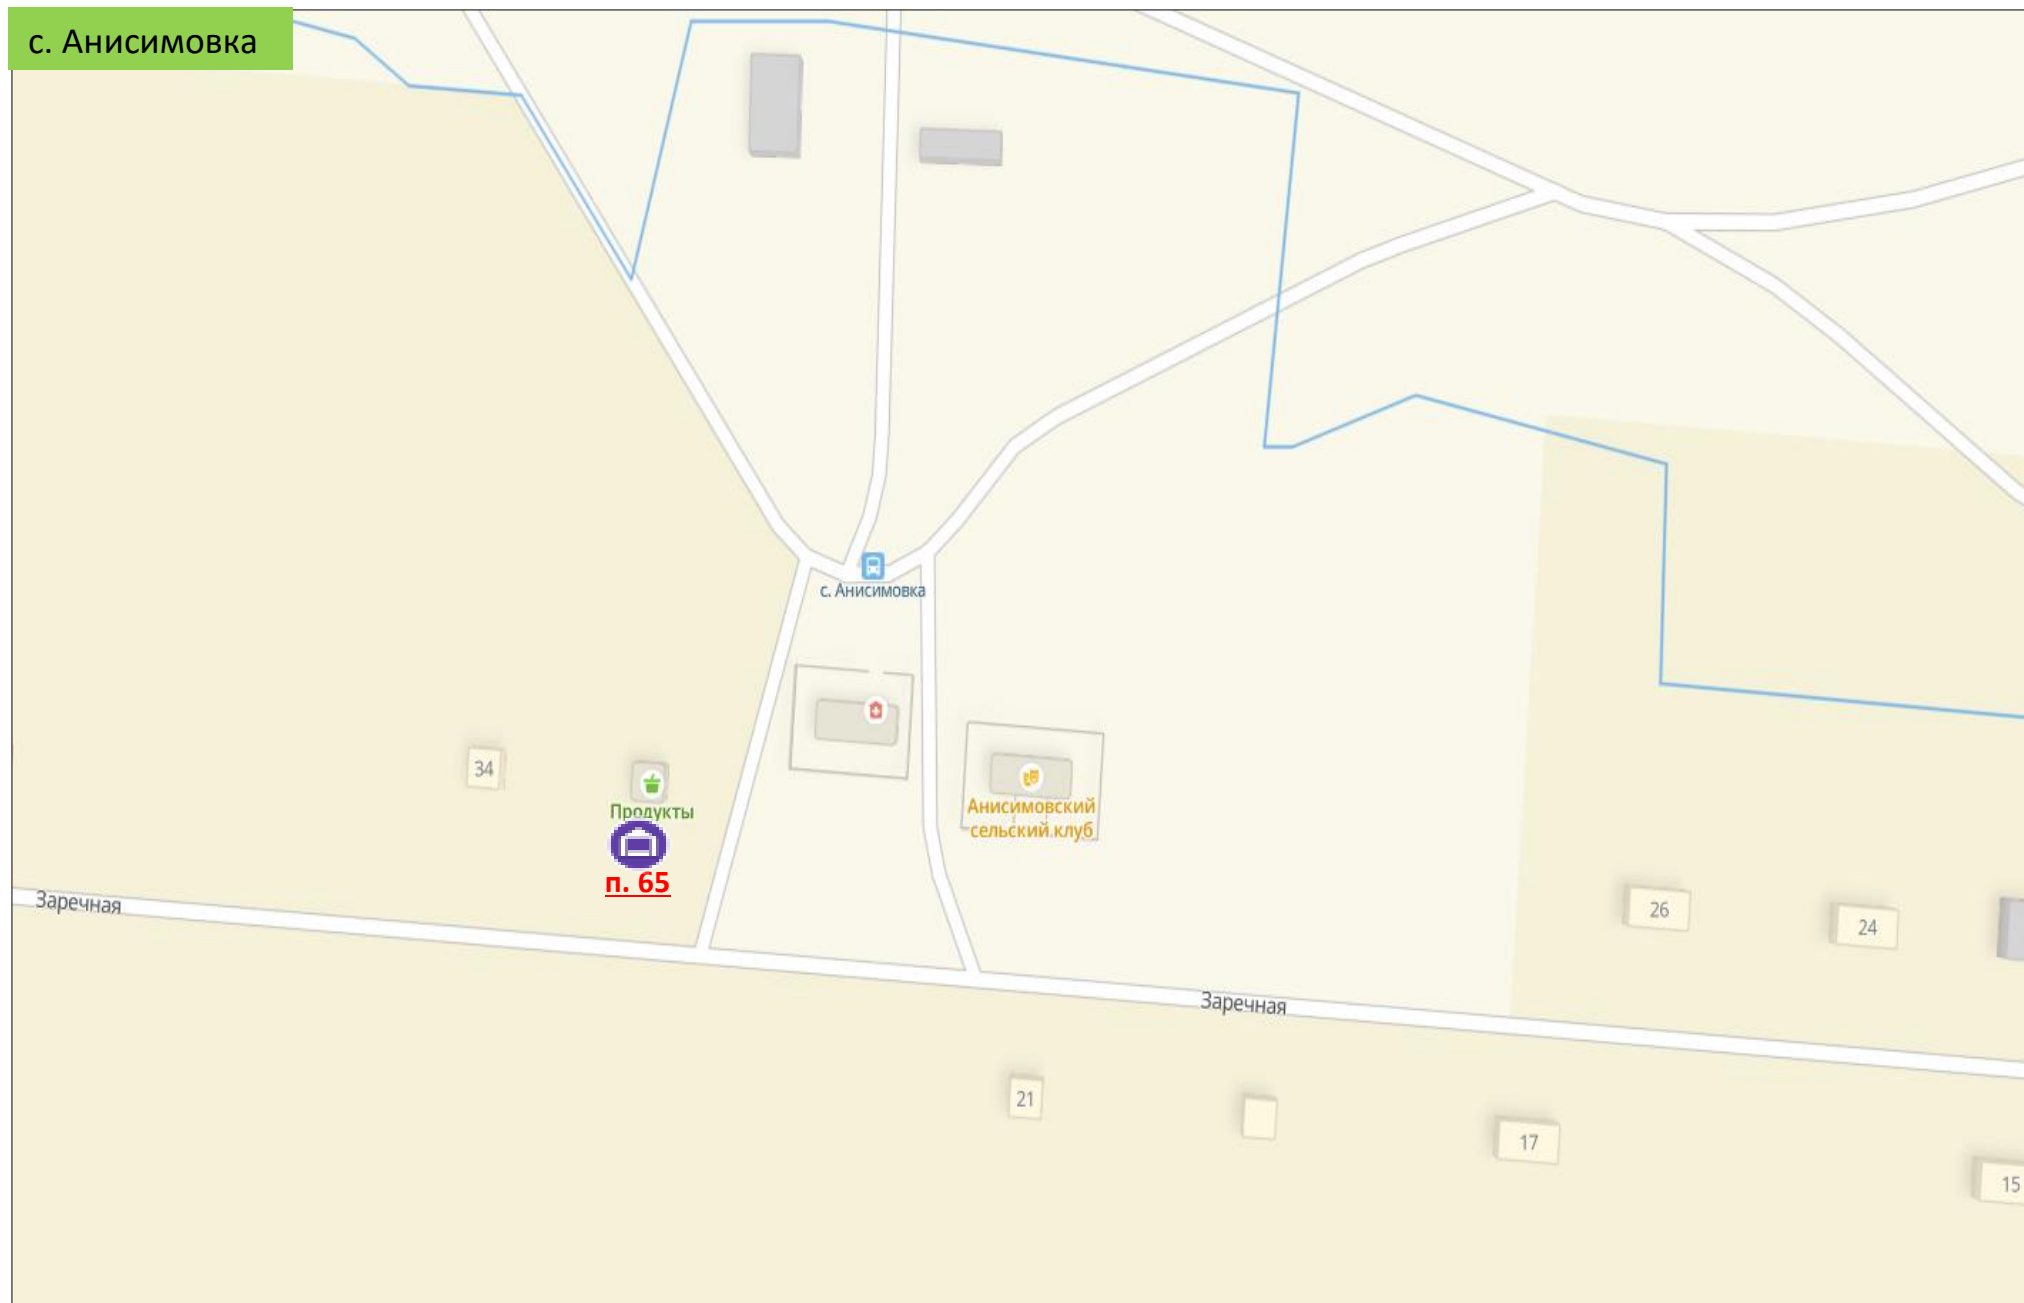 с. Анисимовка
с. Анисимовка
34
Продукты
п. 65
Анисимовский
сельский клуб
Заречная
26
24
Заречная
21
17
15